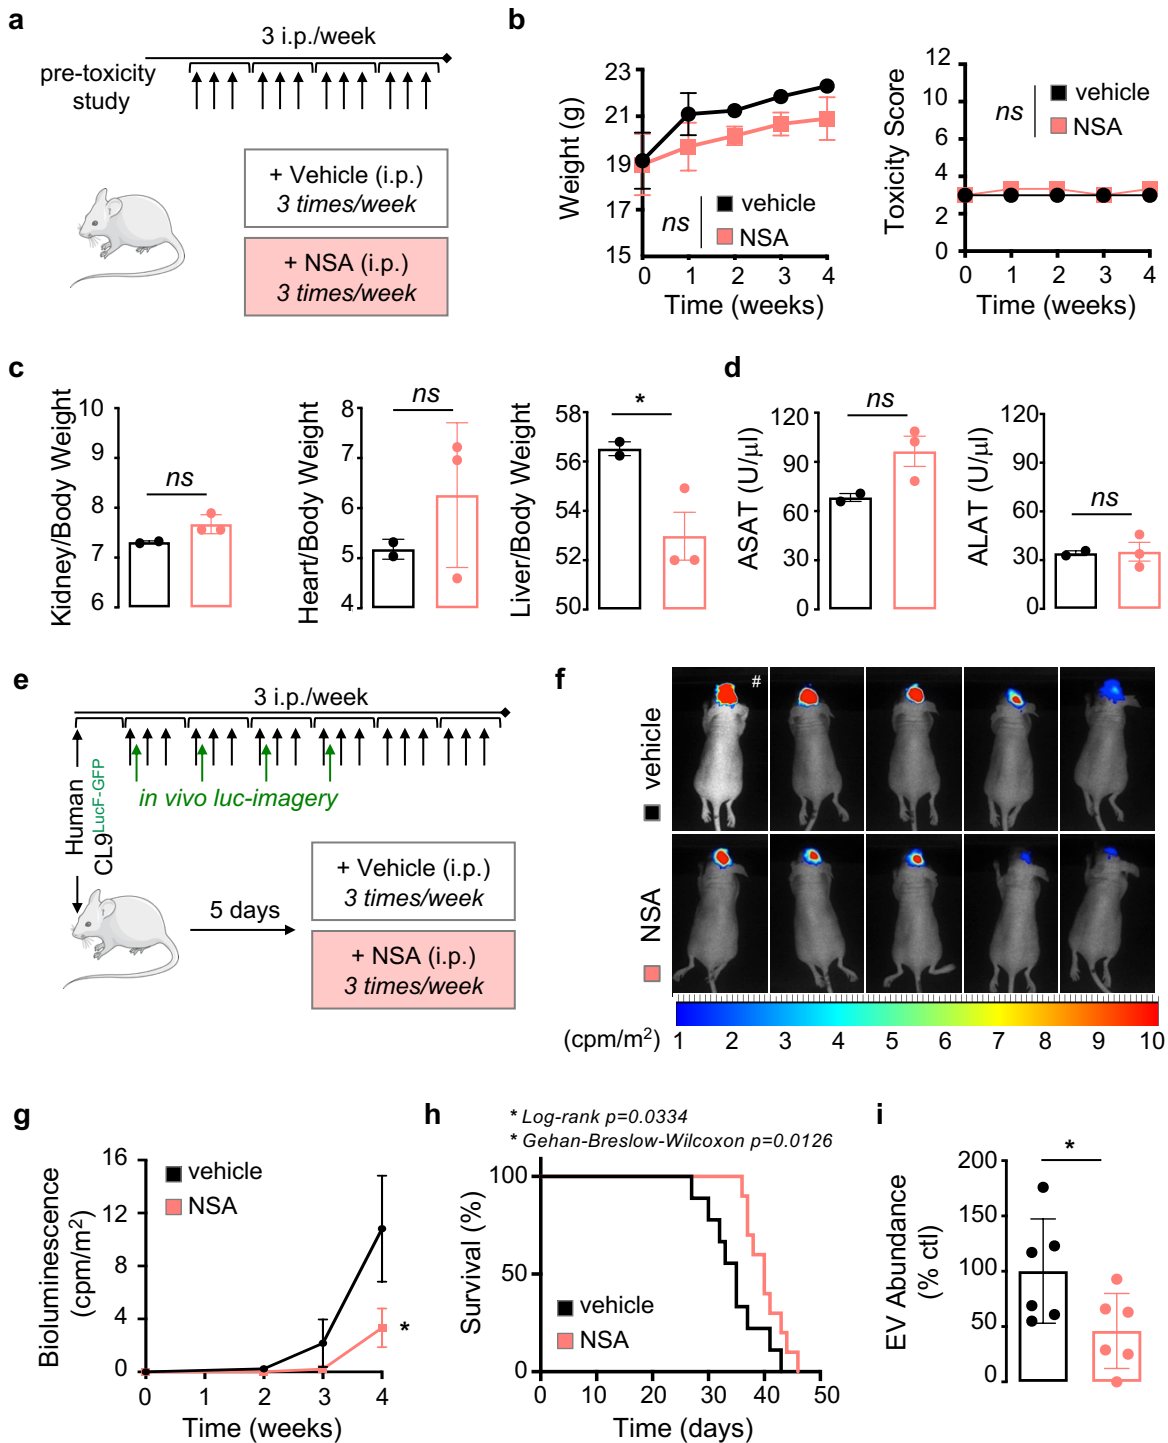 a
3 i.p./week
pre-toxicity
study
+ Vehicle (i.p.)
3 times/week
+ NSA (i.p.)
3 times/week
b
Weight (g)
23
21
19
17
15
ns
vehicle
NSA
0 1 2 3 4
Time (weeks)
Toxicity Score
12
10
4
2
0
ns
vehicle
NSA
0 1 2 3 4
Time (weeks)
c
Kidney/Body Weight
10
9
8
7
6
ns
Heart/Body Weight
8
7
6
5
4
ns
Liver/Body Weight
58
56
54
52
50
*
d
ASAT (U/µl)
120
90
60
30
0
ns
ALAT (U/µl)
120
90
60
30
0
ns
e
3 i.p./week
in vivo luc-imagery
Human
CL9LucF-GFP
5 days
+ Vehicle (i.p.)
3 times/week
+ NSA (i.p.)
3 times/week
f
#
vehicle
NSA
(cpm/m²)
1 2 3 4 5 6 7 8 9 10
g
Bioluminescence
(cpm/m²)
16
12
8
4
0
vehicle
NSA
*
0 1 2 3 4
Time (weeks)
h
* Log-rank p=0.0334
* Gehan-Breslow-Wilcoxon p=0.0126
Survival (%)
100
50
0
vehicle
NSA
0 10 20 30 40 50
Time (days)
i
EV Abundance
(% ctl)
200
150
100
50
0
*